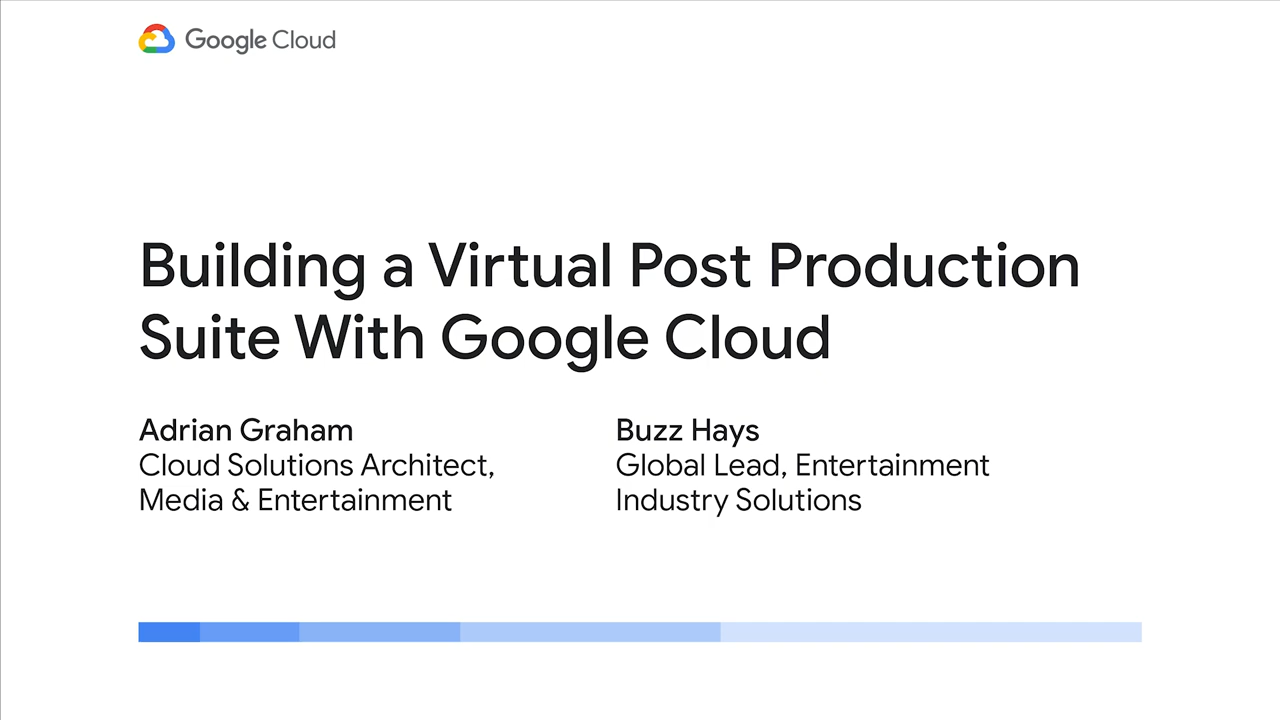 Google Cloud
Building a Virtual Post Production
Suite With Google Cloud
Adrian Graham
Cloud Solutions Architect,
Media & Entertainment
Buzz Hays
Global Lead, Entertainment
Industry Solutions